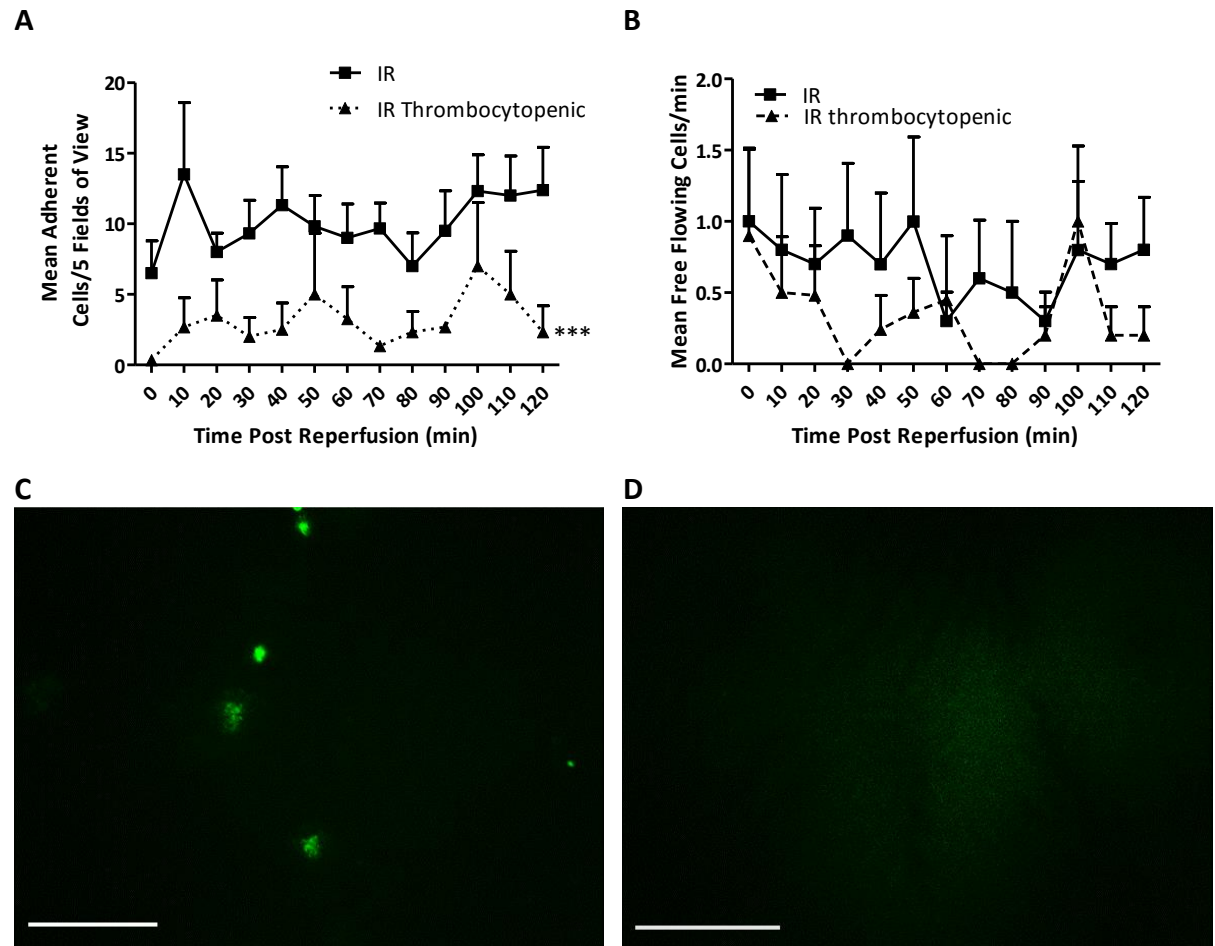 A
IR
IR Thrombocytopenic
Mean Adherent
Cells/5 Fields of View
20
15
10
5
0
***
0 10 20 30 40 50 60 70 80 90 100 110 120
Time Post Reperfusion (min)
B
IR
IR thrombocytopenic
Mean Free Flowing Cells/min
2.0
1.5
1.0
0.5
0.0
0 10 20 30 40 50 60 70 80 90 100 110 120
Time Post Reperfusion (min)
C
D